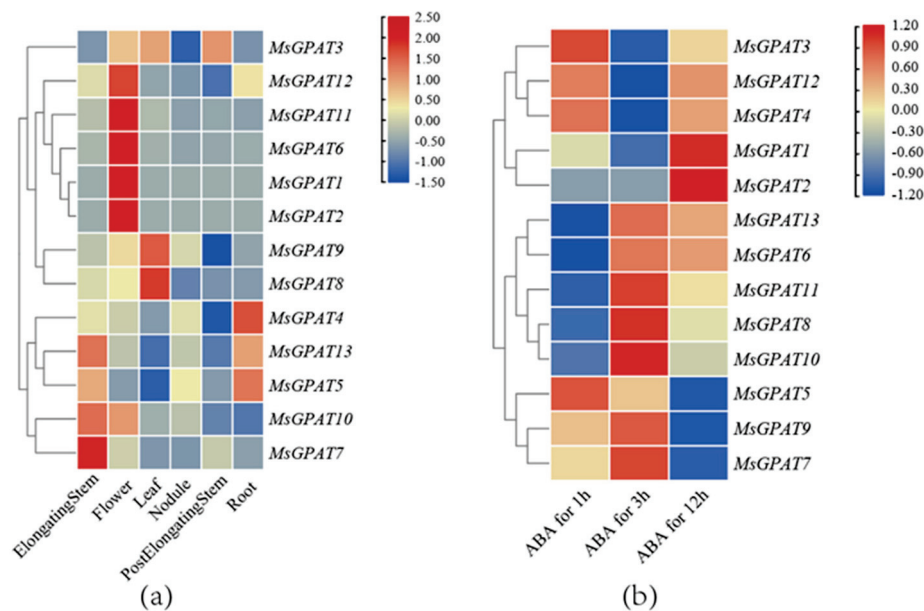 (a)
MsGPAT3
MsGPAT12
MsGPAT11
MsGPAT6
MsGPAT1
MsGPAT2
MsGPAT9
MsGPAT8
MsGPAT4
MsGPAT13
MsGPAT5
MsGPAT10
MsGPAT7
2.50
2.00
1.50
1.00
0.50
0.00
-0.50
-1.00
-1.50
ElongatingStem
Flower
Leaf
Nodule
PostElongatingStem
Root
(a)
(b)
MsGPAT3
MsGPAT12
MsGPAT4
MsGPAT1
MsGPAT2
MsGPAT13
MsGPAT6
MsGPAT11
MsGPAT8
MsGPAT10
MsGPAT5
MsGPAT9
MsGPAT7
1.20
0.90
0.60
0.30
0.00
-0.30
-0.60
-0.90
-1.20
ABA for 1h
ABA for 3h
ABA for 12h
(b)